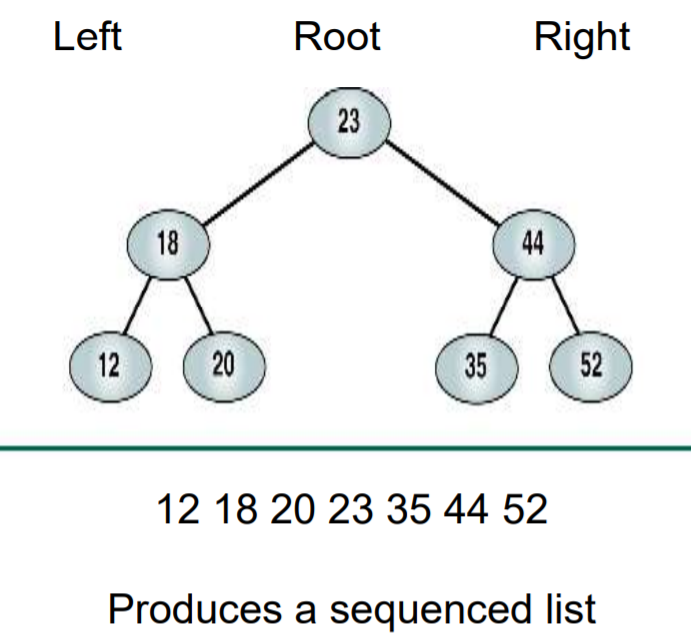 Left Root Right
23
18 44
12 20 35 52
12 18 20 23 35 44 52
Produces a sequenced list